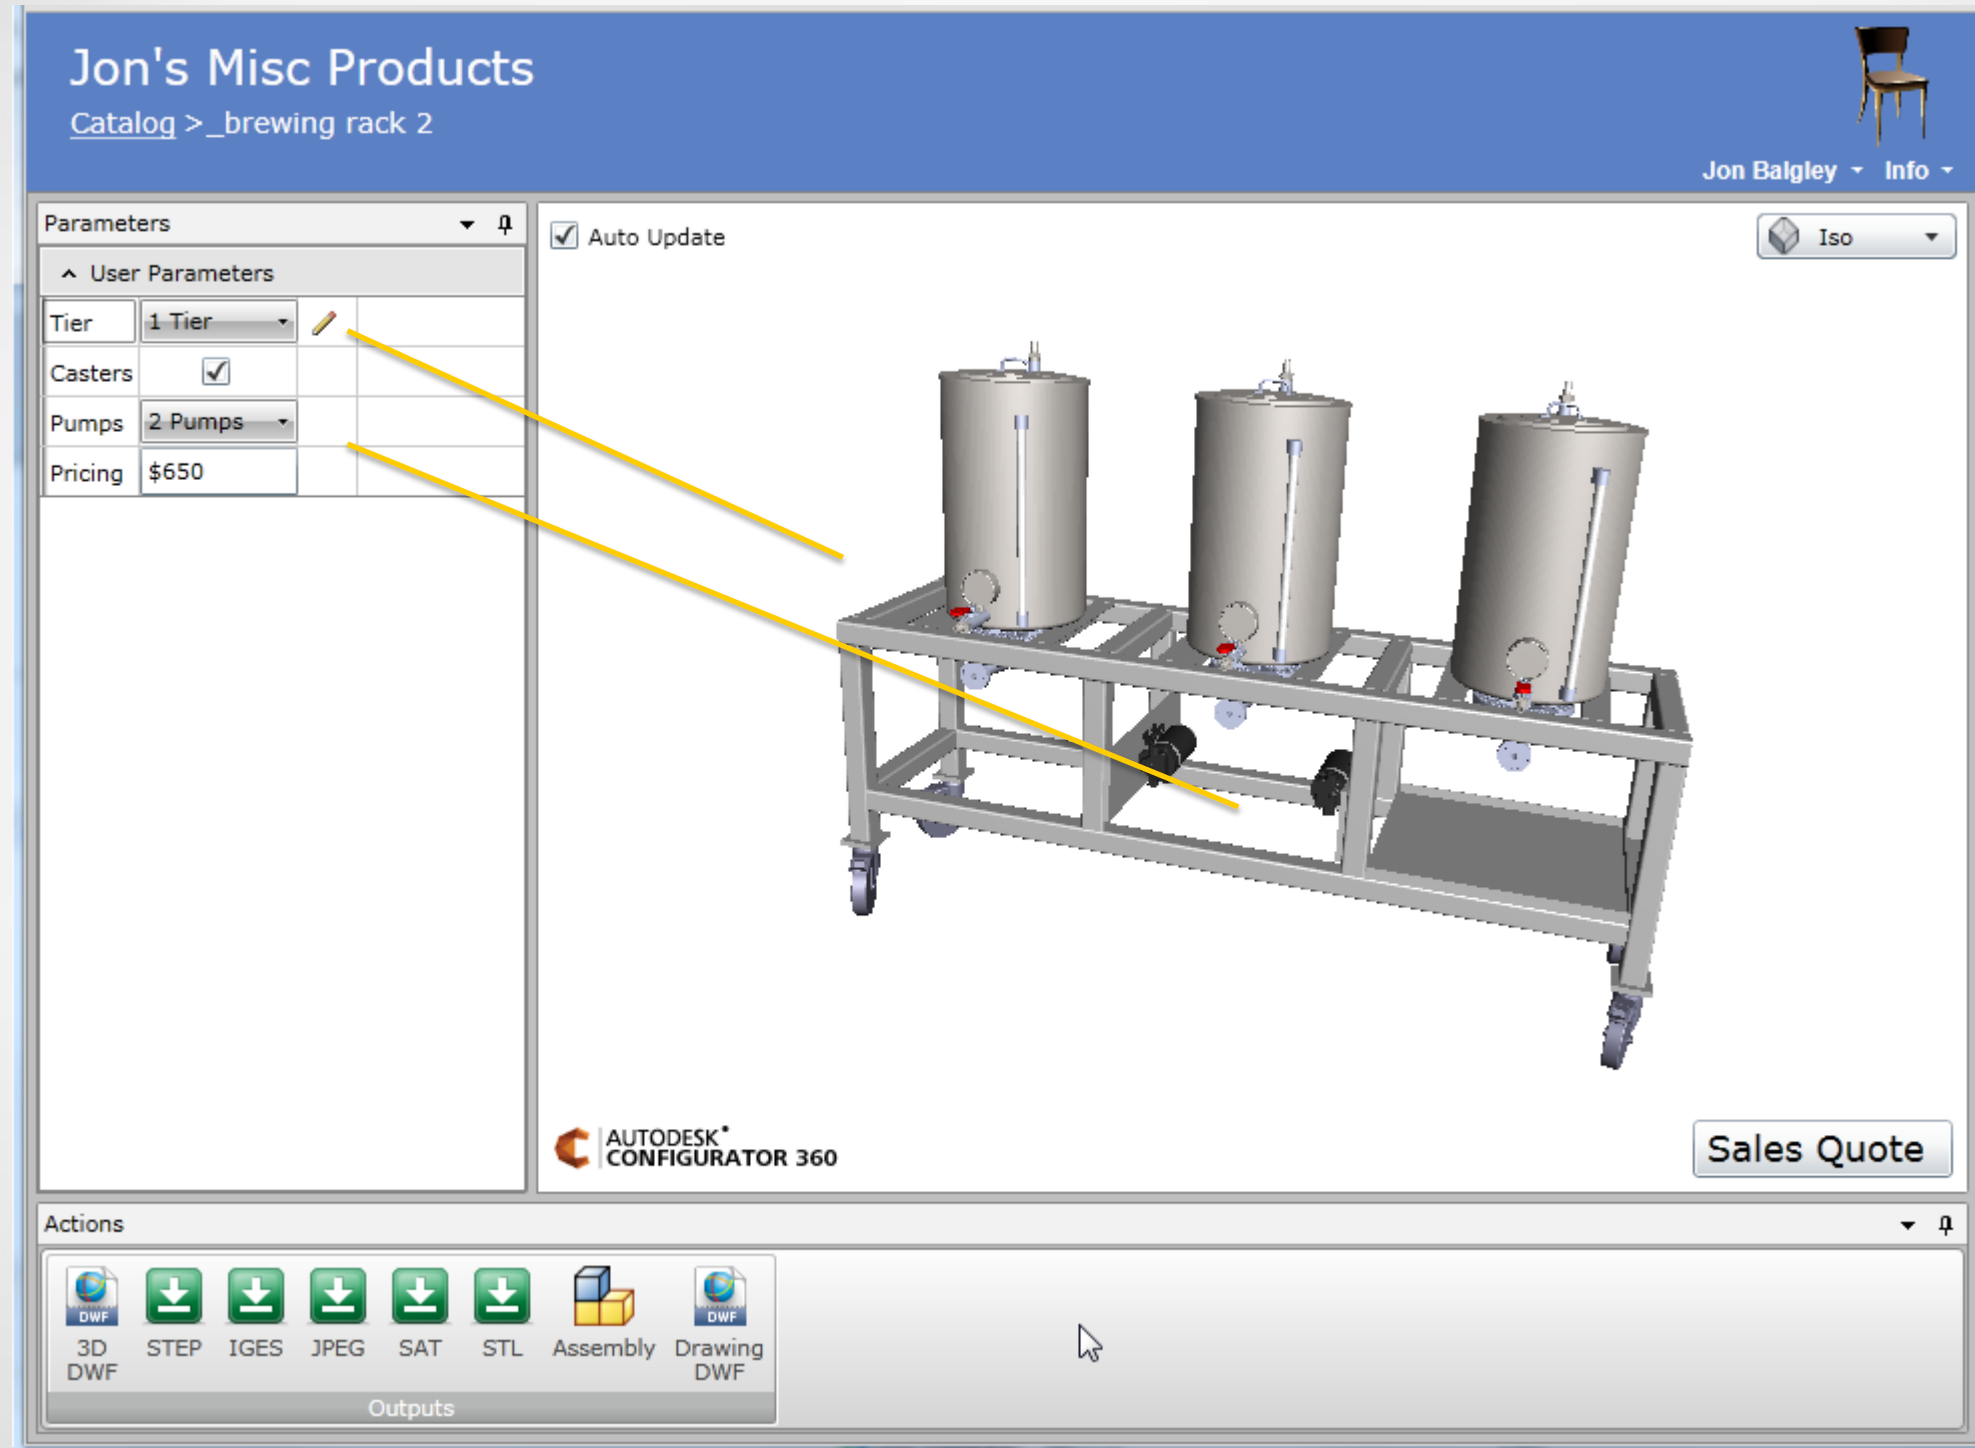 Jon's Misc Products
Catalog > _brewing rack 2
Jon Balgley Info
Parameters
User Parameters
Tier 1 Tier
Casters
Pumps 2 Pumps
Pricing $650
Auto Update
Iso
AUTODESK®
CONFIGURATOR 360
Sales Quote
Actions
DWF
3D
DWF
STEP
IGES
JPEG
SAT
STL
Assembly
DWF
Drawing
DWF
Outputs